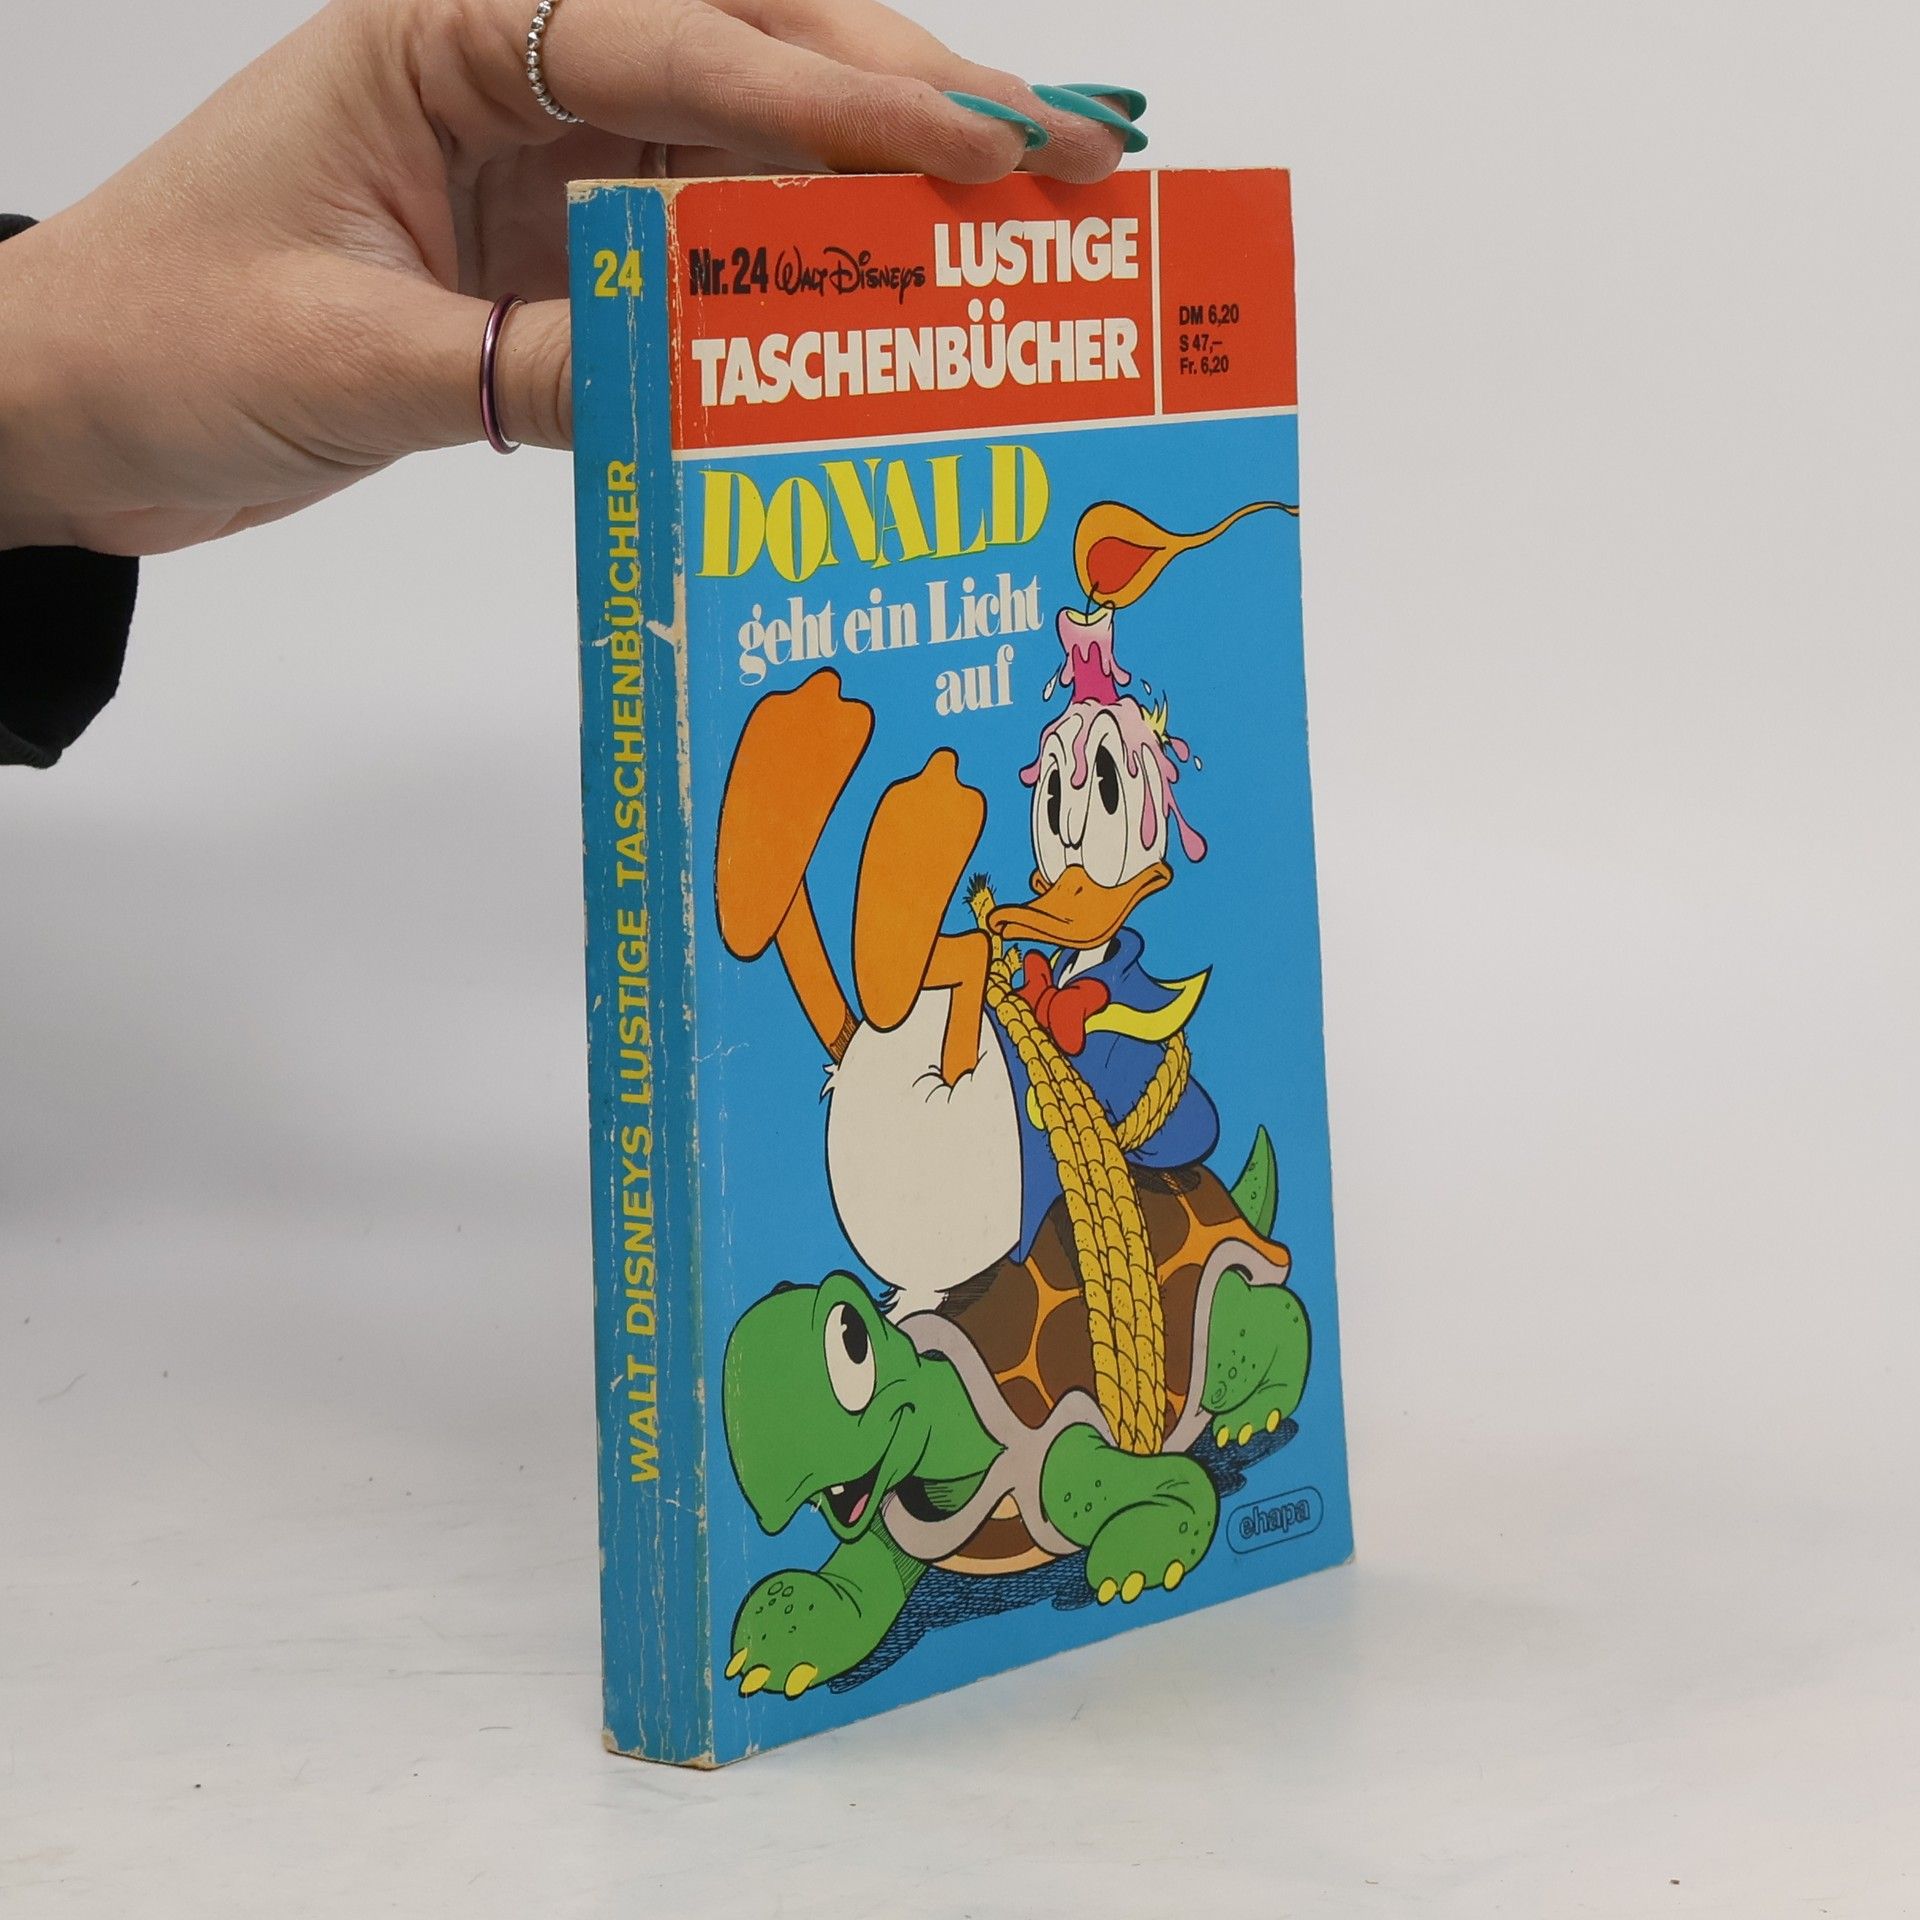 24
WALT DISNEYS LUSTIGE TASCHENBÜCHER
Nr. 24 Walt Disneys LUSTIGE
TASCHENBÜCHER
DM 6,20
S 47,–
Fr. 6,20
DONALD
geht ein Licht
auf
ehapa